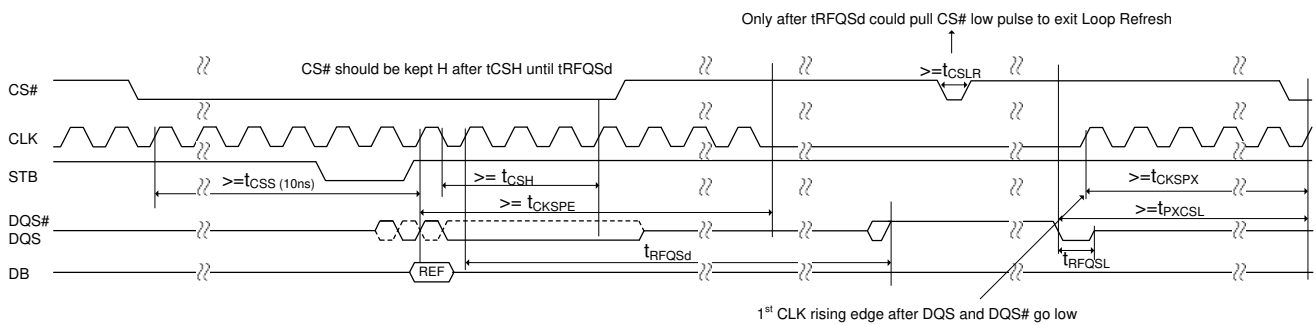 Only after tRFQSd could pull CS# low pulse to exit Loop Refresh
CS# should be kept H after tCSH until tRFQSd
>=tCSLR
CS#
CLK
STB
>=tCSS (10ns)
>= tCSH
>=tCKSPX
>= tCKSPE
>=tPXCSL
DQS#
DQS
tRFQSd
tRFQSL
DB
REF
1st CLK rising edge after DQS and DQS# go low